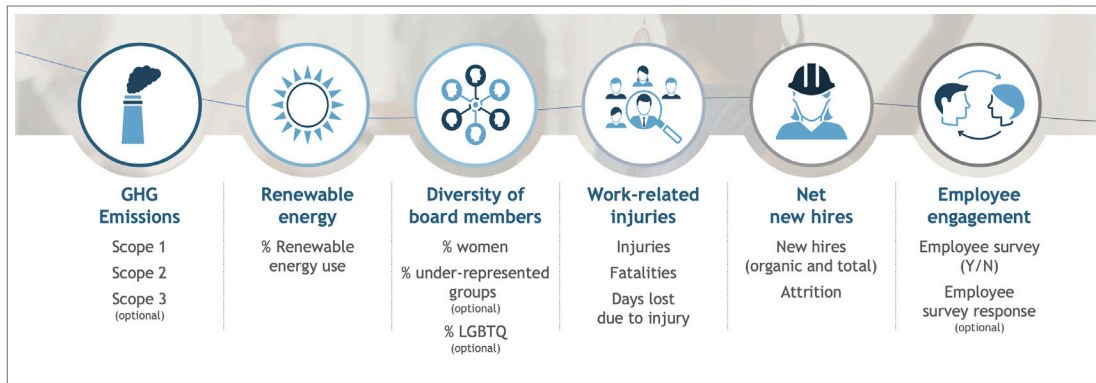 GHG
Emissions
Scope 1
Scope 2
Scope 3
(optional)
Renewable
energy
% Renewable
energy use
Diversity of
board members
% women
% under-represented
groups
(optional)
% LGBTQ
(optional)
Work-related
injuries
Injuries
Fatalities
Days lost
due to injury
Net
new hires
New hires
(organic and total)
Attrition
Employee
engagement
Employee survey
(Y/N)
Employee
survey response
(optional)